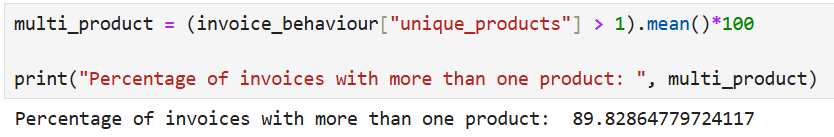 multi_product = (invoice_behaviour["unique_products"] > 1).mean()*100
print("Percentage of invoices with more than one product: ", multi_product)
Percentage of invoices with more than one product:  89.82864779724117